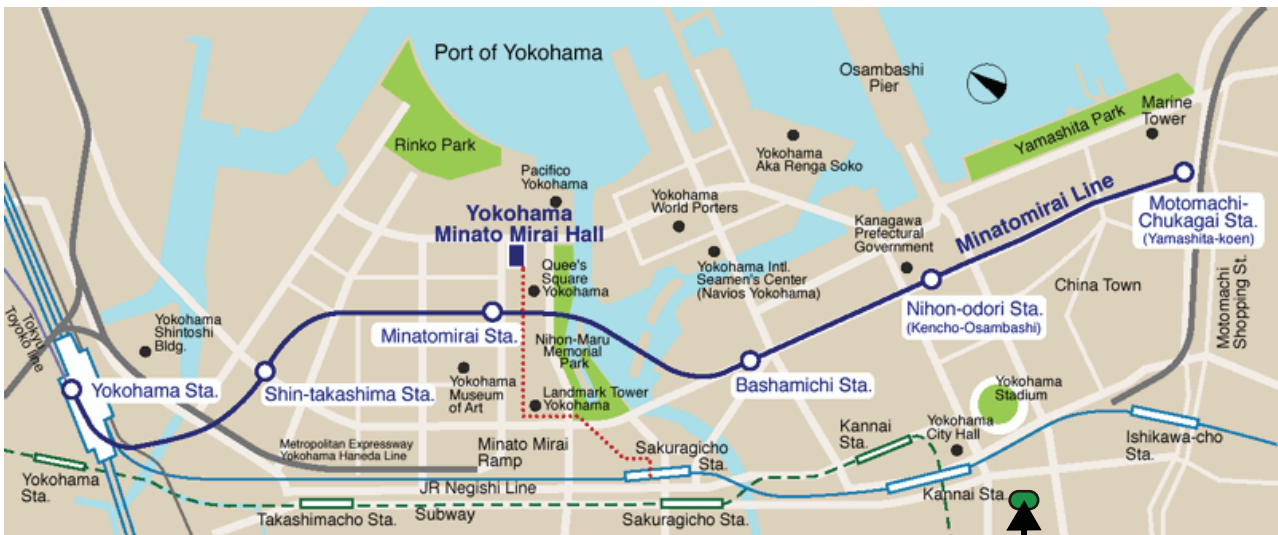 Port of Yokohama
Osambashi
Pier
Rinko Park
Yamashita Park
Marine
Tower
Yokohama
Aka Renga Soko
Pacifico
Yokohama
Yokohama
World Porters
Yokohama
Minato Mirai Hall
Minatomirai Line
Motomachi-
Chukagai Sta.
(Yamashita-koen)
Kanagawa
Prefectural
Government
Quee's
Square
Yokohama
Yokohama Intl.
Seamen's Center
(Navios Yokohama)
China Town
Motomachi
Shopping St.
Nihon-odori Sta.
(Kencho-Osambashi)
Tokyu
Toyoko line
Yokohama
Shintoshi
Bldg.
Minatomirai Sta.
Nihon-Maru
Memorial
Park
Yokohama Sta.
Shin-takashima Sta.
Yokohama
Museum
of Art
Landmark Tower
Yokohama
Bashamichi Sta.
Yokohama
Stadium
Yokohama
City Hall
Kannai
Sta.
Ishikawa-cho
Sta.
Metropolitan Expressway
Yokohama Haneda Line
Minato Mirai
Ramp
Sakuragicho
Sta.
Yokohama
Sta.
JR Negishi Line
Kannai Sta.
Takashimacho Sta.
Subway
Sakuragicho Sta.